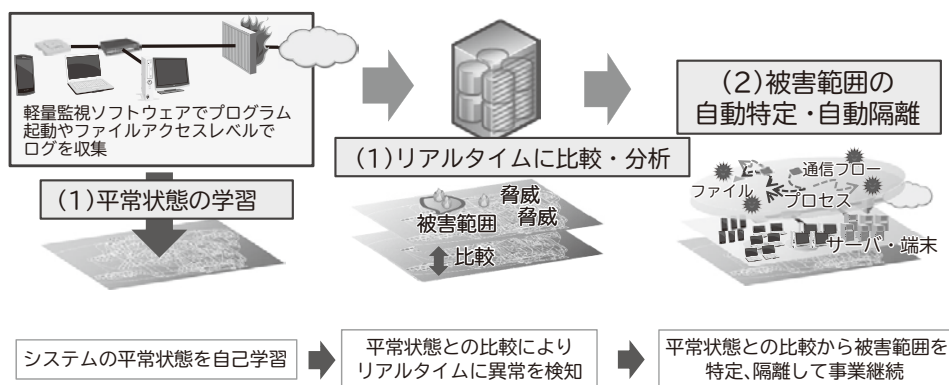 軽量監視ソフトウェアでプログラム
起動やファイルアクセスレベルで
ログを収集
(1)平常状態の学習
(1)リアルタイムに比較・分析
脅威
脅威
被害範囲
比較
(2)被害範囲の
自動特定・自動隔離
通信フロー
ファイル
プロセス
サーバ・端末
システムの平常状態を自己学習
平常状態との比較により
リアルタイムに異常を検知
平常状態との比較から被害範囲を
特定、隔離して事業継続